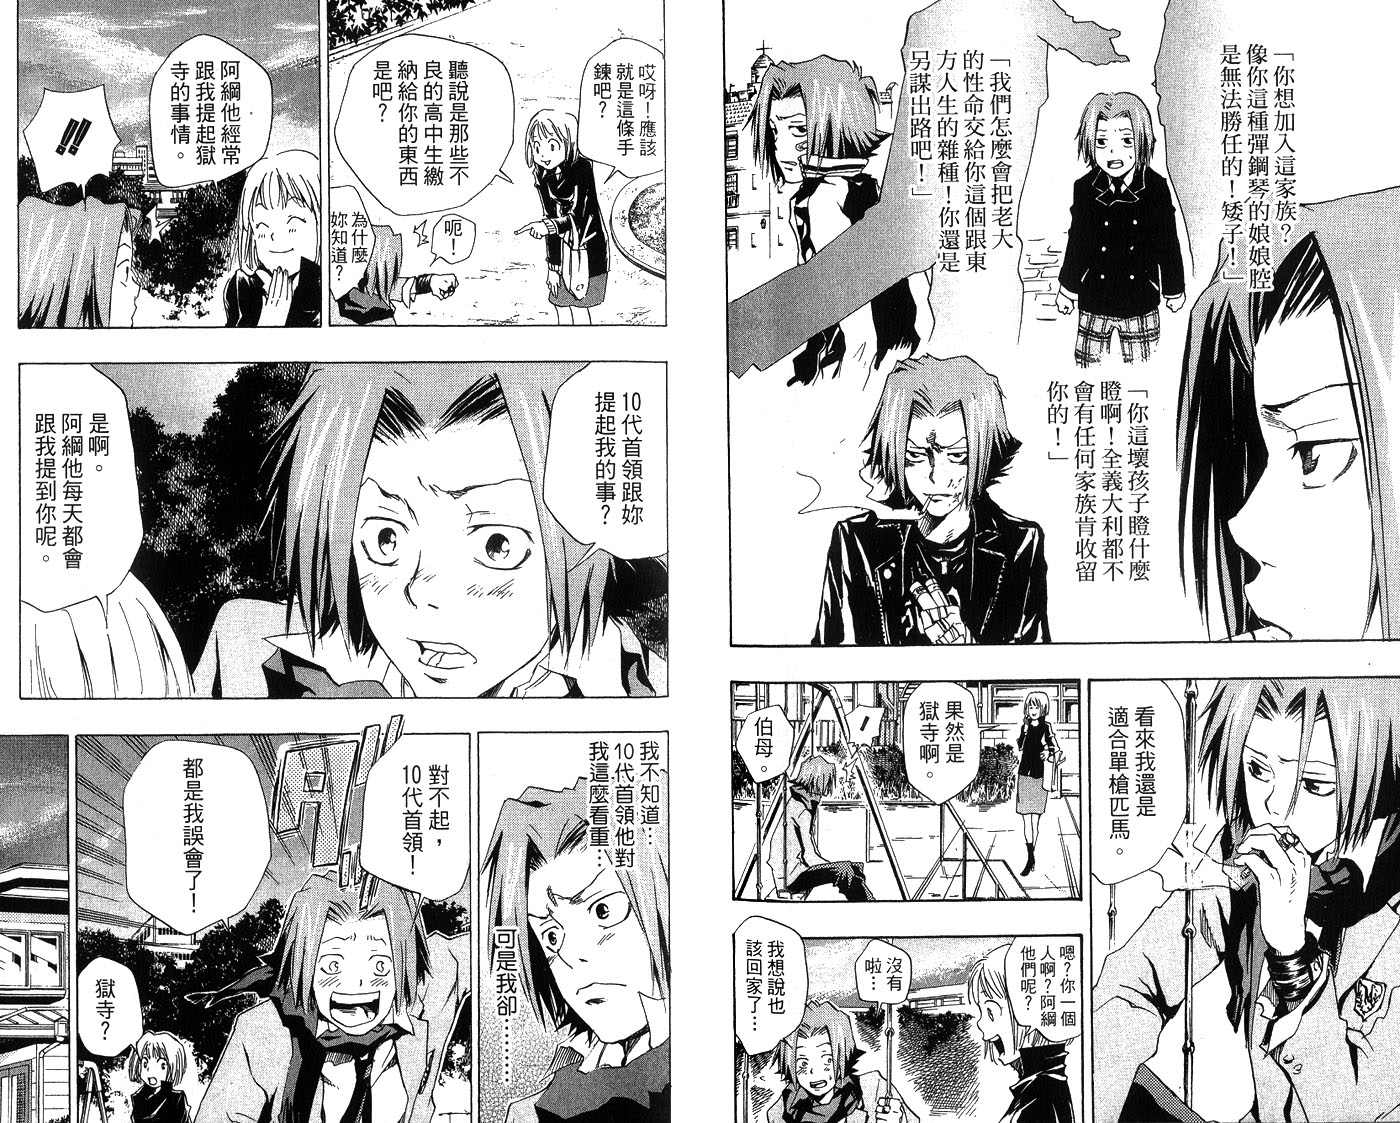 「你想加入這家族？
像你這種彈鋼琴的娘娘腔
是無法勝任的！矮子！」
「我們怎麼會把老大
的性命交給你這個跟東
方人生的雜種！你還是
另謀出路吧！」
「你這壞孩子瞪什麼
瞪啊！全義大利都不
會有任何家族肯收留
你的！」
看來我還是
適合單槍匹馬。
果然是
獄寺啊。
!!
伯母。
嗯？你一個
人啊？阿綱
他們呢？
沒有
啦…
我想說也
該回家了…
哎呀！應該
就是這條手
鍊吧？
聽說是那些不
良的高中生繳
納給你的東西
是吧？
呃！
為什麼
妳知道？
阿綱他經常
跟我提起獄
寺的事情。
!!
10代首領跟妳
提起我的事？
是啊。
阿綱他每天都會
跟我提到你呢。
我不知道…
10代首領他對
我這麼看重…
可是我卻………
對不起，
10代首領！
都是我誤會了！
獄寺？